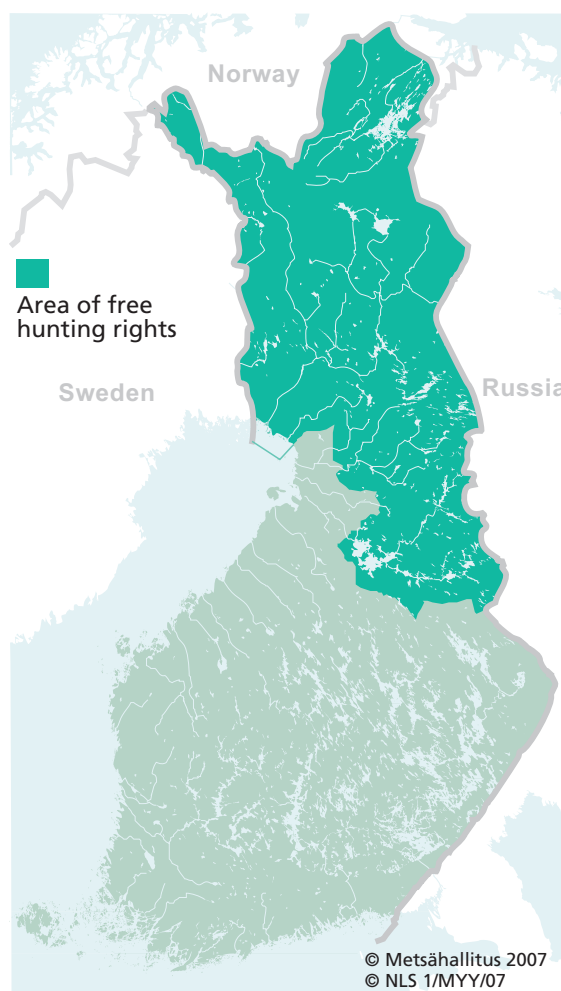 Norway
Area of free
hunting rights
Sweden
Russia
© Metsähallitus 2007
© NLS 1/MYY/07